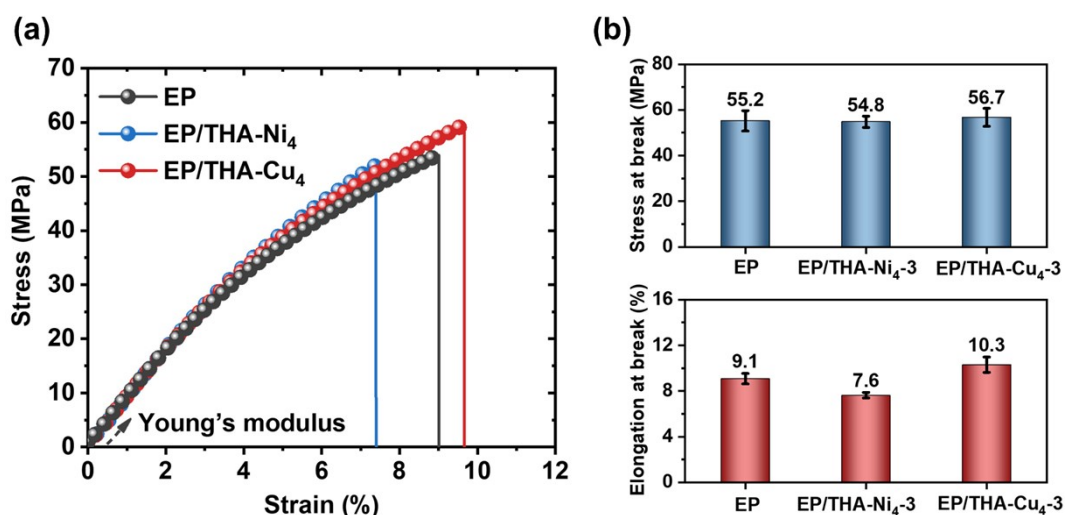 (a)
Stress (MPa)
70
60
50
40
30
20
10
0
EP
EP/THA-Ni₄
EP/THA-Cu₄
Young's modulus
0 2 4 6 8 10 12
Strain (%)
(b)
Stress at break (MPa)
80
60
40
20
0
55.2 54.8 56.7
EP EP/THA-Ni₄-3 EP/THA-Cu₄-3
Elongation at break (%)
16
12
8
4
0
9.1 7.6 10.3
EP EP/THA-Ni₄-3 EP/THA-Cu₄-3